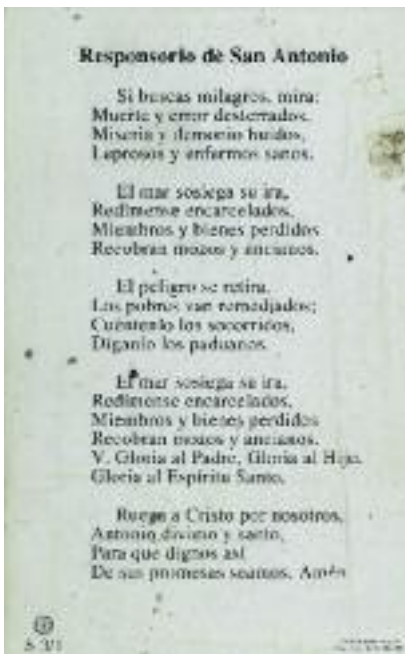 Responsorio de San Antonio
Si buscas milagros, mira:
Muerte y error desterrados,
Miseria y demonio huidos,
Leprosos y enfermos sanos.
El mar sosiega su ira,
Redímense encarcelados,
Miembros y bienes perdidos
Recobran mozos y ancianos.
El peligro se retira,
Los pobres van remediados;
Cuéntenlo los socorridos,
Díganlo los paduanos.
El mar sosiega su ira,
Redímense encarcelados,
Miembros y bienes perdidos
Recobran mozos y ancianos.
V. Gloria al Padre, Gloria al Hijo,
Gloria al Espíritu Santo.
Ruega a Cristo por nosotros,
Antonio divino y santo,
Para que dignos así
De sus promesas seamos. Amén